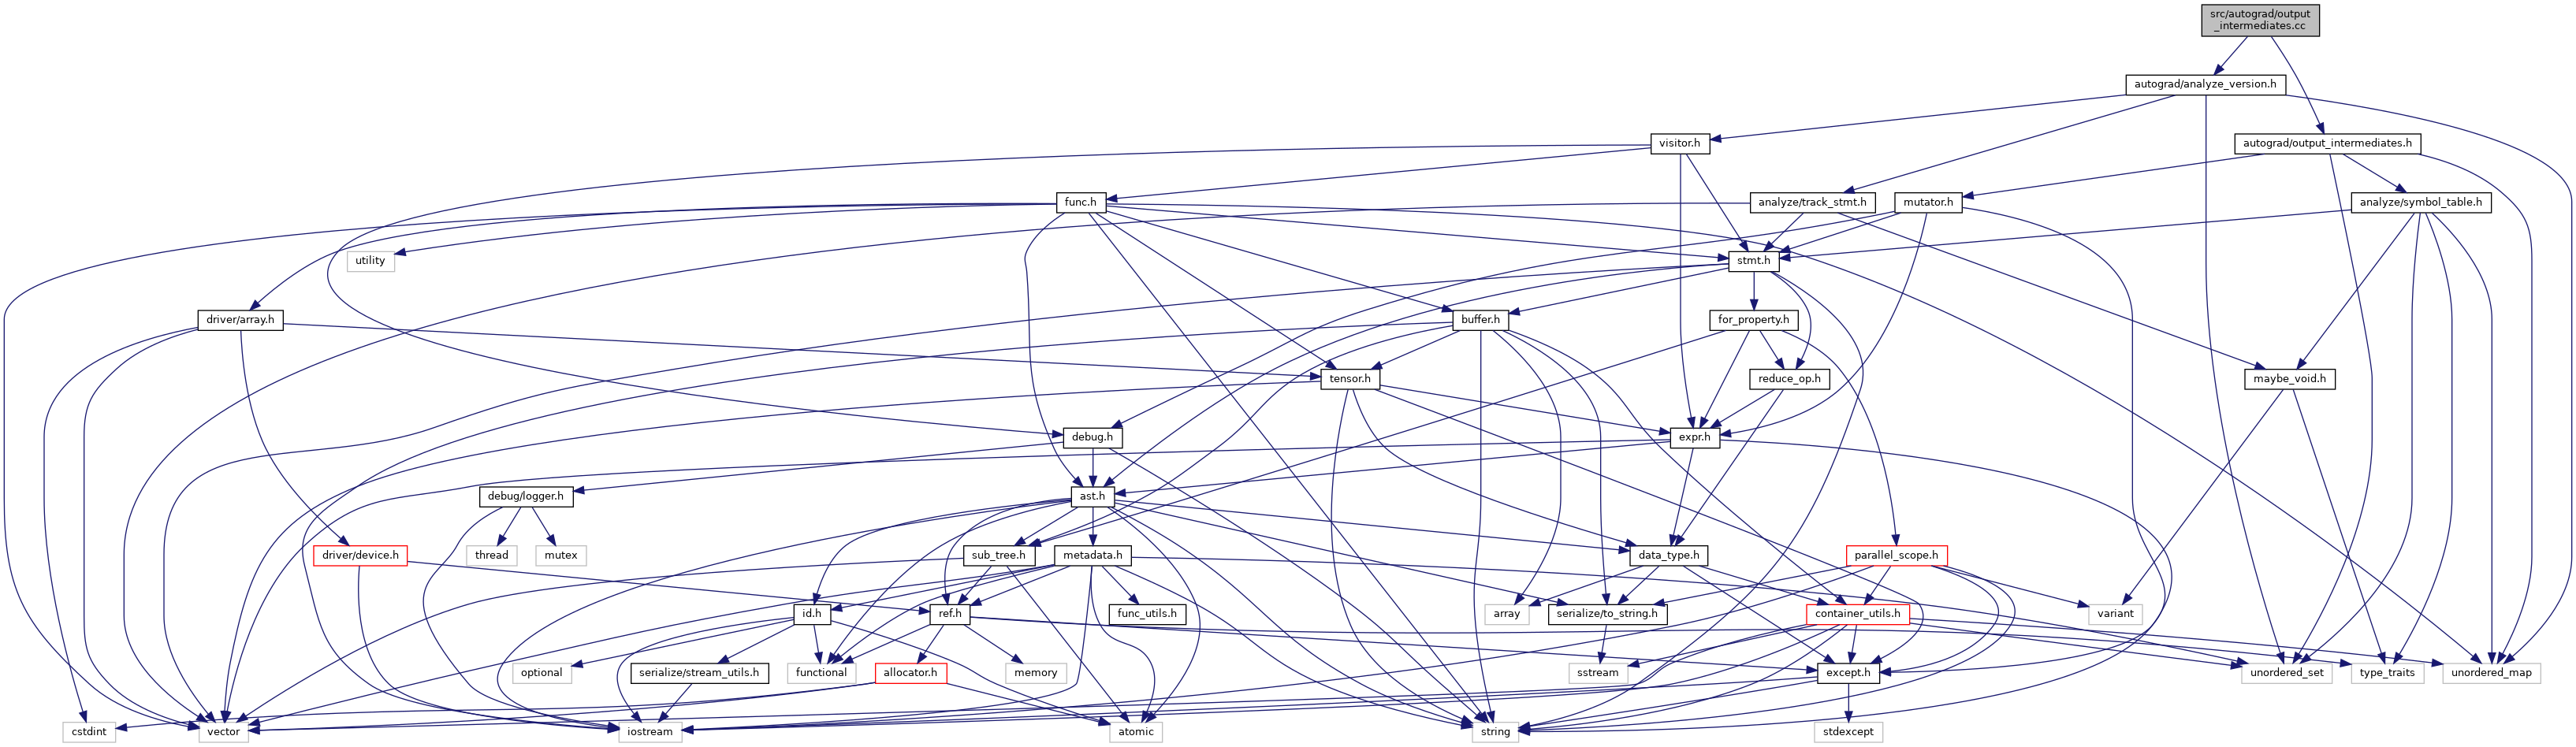 src/autograd/output
_intermediates.cc
autograd/analyze_version.h
visitor.h
autograd/output_intermediates.h
func.h
analyze/track_stmt.h
mutator.h
analyze/symbol_table.h
utility
stmt.h
driver/array.h
buffer.h
for_property.h
tensor.h
reduce_op.h
maybe_void.h
debug.h
expr.h
debug/logger.h
ast.h
driver/device.h
thread
mutex
sub_tree.h
metadata.h
data_type.h
parallel_scope.h
id.h
ref.h
func_utils.h
array
serialize/to_string.h
container_utils.h
variant
optional
serialize/stream_utils.h
functional
allocator.h
memory
sstream
except.h
unordered_set
type_traits
unordered_map
cstdint
vector
iostream
atomic
string
stdexcept